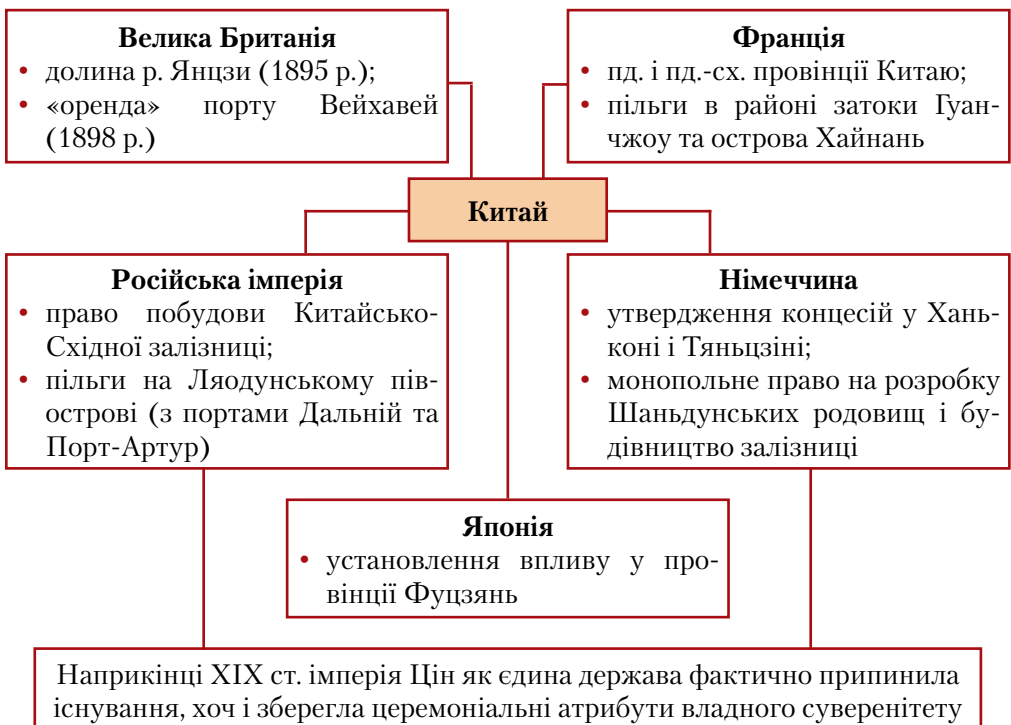 Велика Британія
• долина р. Янцзи (1895 р.);
• «оренда» порту Вейхавей
(1898 р.)
Франція
• пд. і пд.-сх. провінції Китаю;
• пільги в районі затоки Гуан-
чжоу та острова Хайнань
Китай
Російська імперія
• право побудови Китайсько-
Східної залізниці;
• пільги на Ляодунському пів-
острові (з портами Дальній та
Порт-Артур)
Німеччина
• утвердження концесій у Хань-
коні і Тяньцзіні;
• монопольне право на розробку
Шаньдунських родовищ і бу-
дівництво залізниці
Японія
• установлення впливу у про-
вінції Фуцзянь
Наприкінці XIX ст. імперія Цін як єдина держава фактично припинила
існування, хоч і зберегла церемоніальні атрибути владного суверенітету